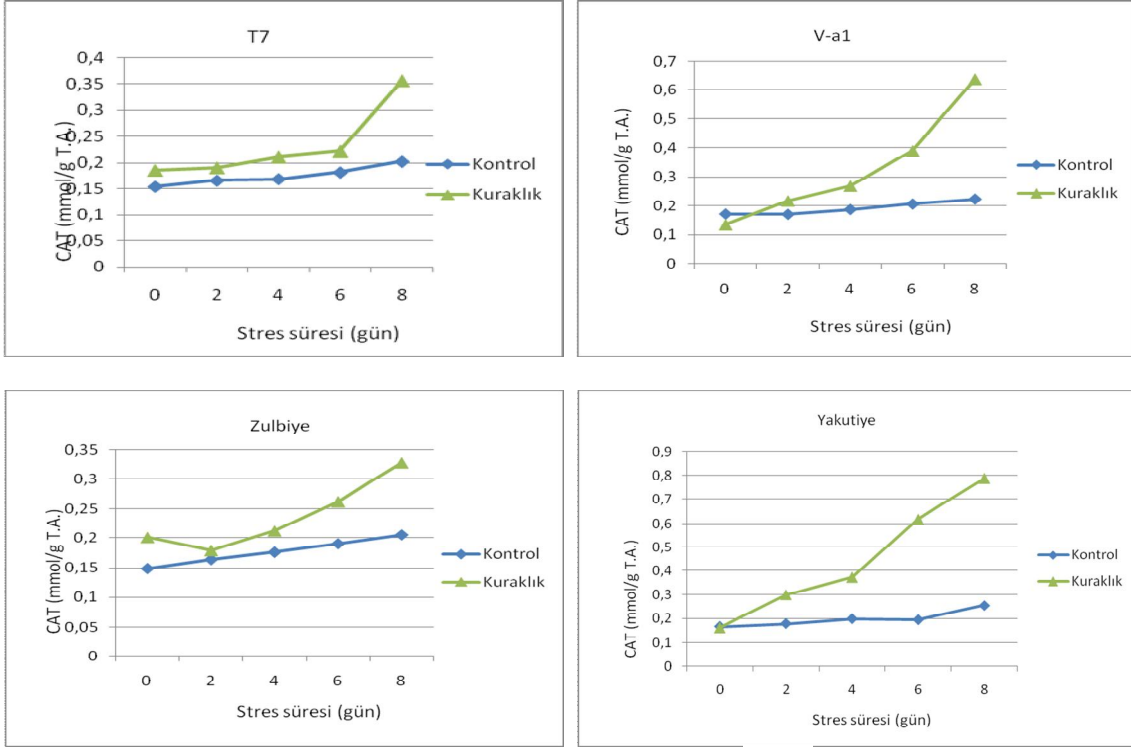 T7
0,4
0,35
0,3
0,25
0,2
0,15
0,1
0,05
0
CAT (mmol/g T.A.)
0 2 4 6 8
Stres süresi (gün)
Kontrol
Kuraklık
V-a1
0,7
0,6
0,5
0,4
0,3
0,2
0,1
0
CAT (mmol/g T.A.)
0 2 4 6 8
Stres süresi (gün)
Kontrol
Kuraklık
Zulbiye
0,35
0,3
0,25
0,2
0,15
0,1
0,05
0
CAT (mmol/g T.A.)
0 2 4 6 8
Stres süresi (gün)
Kontrol
Kuraklık
Yakutiye
0,9
0,8
0,7
0,6
0,5
0,4
0,3
0,2
0,1
0
CAT (mmol/g T.A.)
0 2 4 6 8
Stres süresi (gün)
Kontrol
Kuraklık